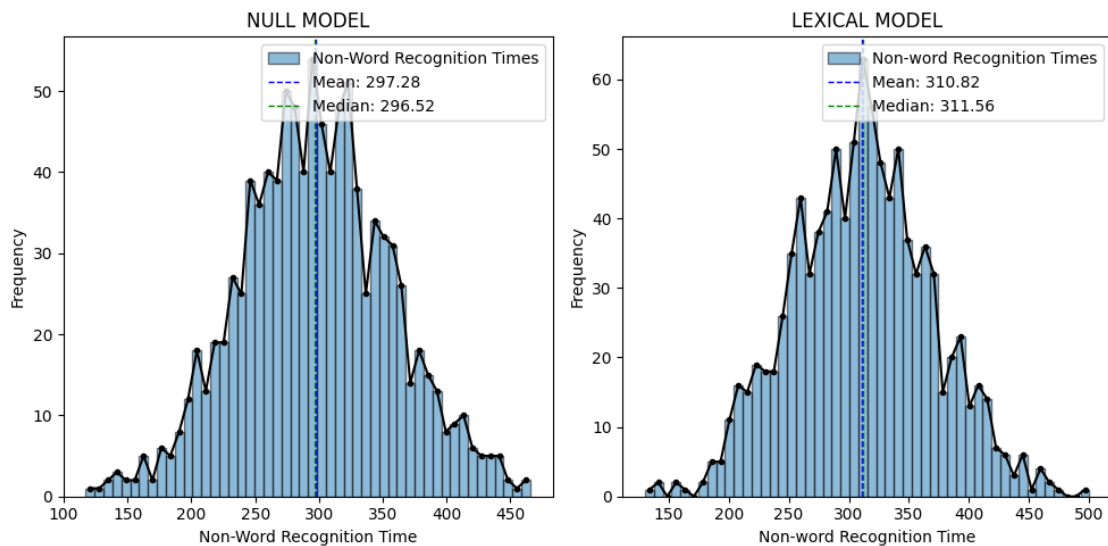 NULL MODEL
Non-Word Recognition Times
Mean: 297.28
Median: 296.52
Frequency
0
10
20
30
40
50
100
150
200
250
300
350
400
450
Non-Word Recognition Time
LEXICAL MODEL
Non-word Recognition Times
Mean: 310.82
Median: 311.56
Frequency
0
10
20
30
40
50
60
150
200
250
300
350
400
450
500
Non-word Recognition Time